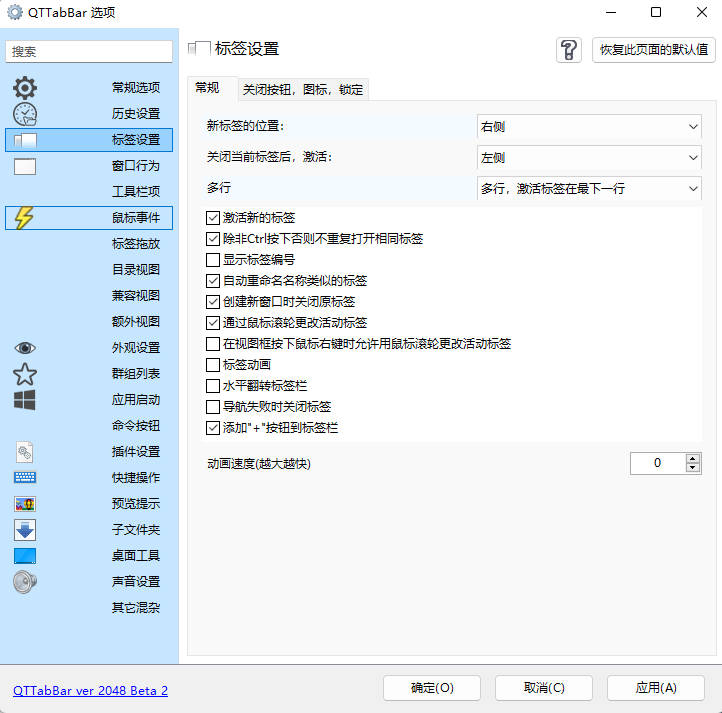 QTTabBar 选项
搜索
常规选项
历史设置
标签设置
窗口行为
工具栏项
鼠标事件
标签拖放
目录视图
兼容视图
额外视图
外观设置
群组列表
应用启动
命令按钮
插件设置
快捷操作
预览提示
子文件夹
桌面工具
声音设置
其它混杂
标签设置
恢复此页面的默认值
常规
关闭按钮，图标，锁定
新标签的位置:
右侧
关闭当前标签后，激活:
左侧
多行
多行，激活标签在最下一行
激活新的标签
除非Ctrl按下否则不重复打开相同标签
显示标签编号
自动重命名名称类似的标签
创建新窗口时关闭原标签
通过鼠标滚轮更改活动标签
在视图框按下鼠标右键时允许用鼠标滚轮更改活动标签
标签动画
水平翻转标签栏
导航失败时关闭标签
添加"+"按钮到标签栏
动画速度(越大越快)
0
QTTabBar ver 2048 Beta 2
确定(O)
取消(C)
应用(A)